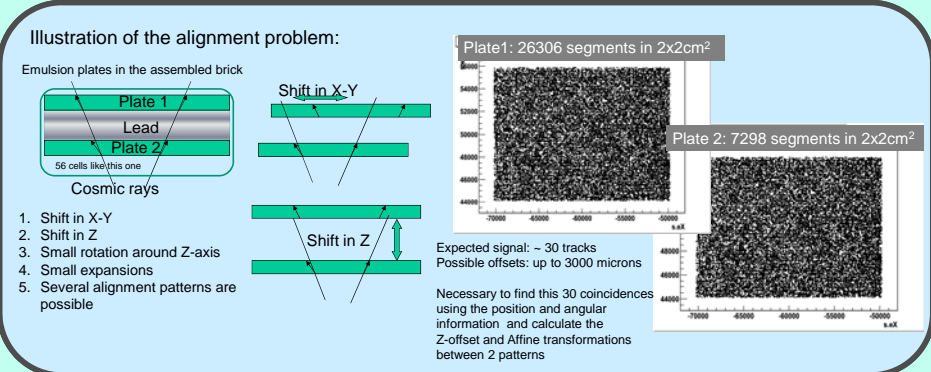 Illustration of the alignment problem:
Emulsion plates in the assembled brick
Plate 1
Lead
Plate 2
56 cells like this one
Cosmic rays
1. Shift in X-Y
2. Shift in Z
3. Small rotation around Z-axis
4. Small expansions
5. Several alignment patterns are
possible
Shift in X-Y
Shift in Z
Plate1: 26306 segments in 2x2cm²
56000
54000
52000
50000
48000
46000
44000
-70000 -65000 -60000 -55000 -50000
s.eX
Plate 2: 7298 segments in 2x2cm²
48000
46000
44000
-70000 -65000 -60000 -55000 -50000
s.eX
Expected signal: ~ 30 tracks
Possible offsets: up to 3000 microns
Necessary to find this 30 coincidences
using the position and angular
information and calculate the
Z-offset and Affine transformations
between 2 patterns